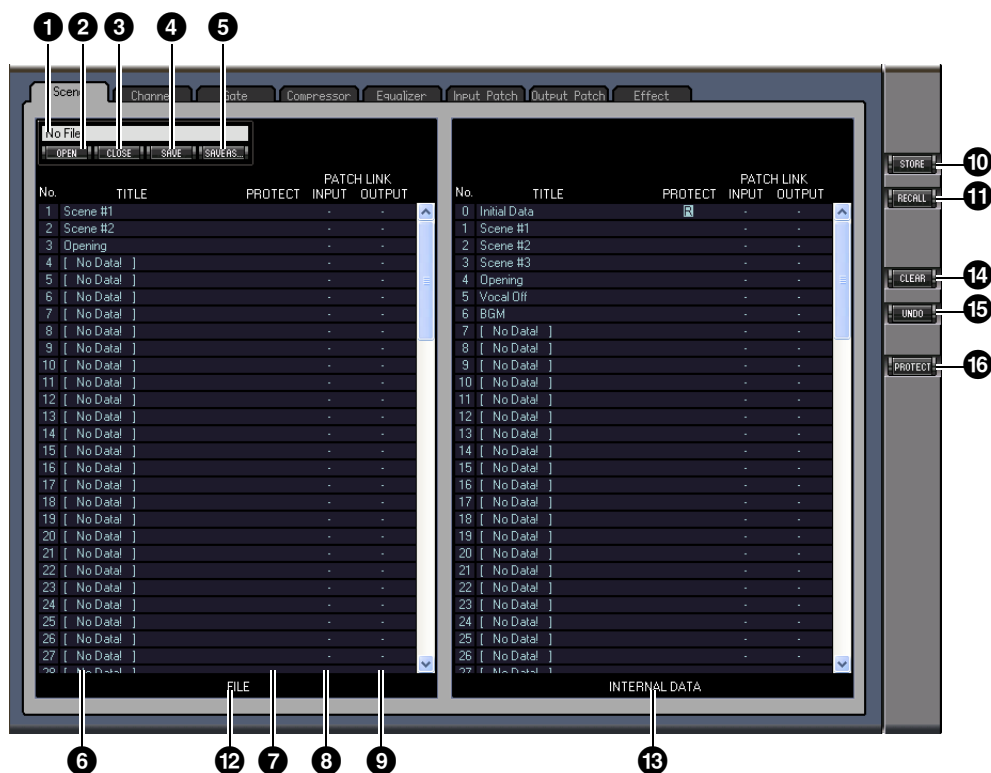 1 2 3 4 5
Scene Channel Gate Compressor Equalizer Input Patch Output Patch Effect
No File
OPEN CLOSE SAVE SAVE AS...
PATCH LINK
No. TITLE PROTECT INPUT OUTPUT
1 Scene #1 - -
2 Scene #2 - -
3 Opening - -
4 [ No Data! ] - -
5 [ No Data! ] - -
6 [ No Data! ] - -
7 [ No Data! ] - -
8 [ No Data! ] - -
9 [ No Data! ] - -
10 [ No Data! ] - -
11 [ No Data! ] - -
12 [ No Data! ] - -
13 [ No Data! ] - -
14 [ No Data! ] - -
15 [ No Data! ] - -
16 [ No Data! ] - -
17 [ No Data! ] - -
18 [ No Data! ] - -
19 [ No Data! ] - -
20 [ No Data! ] - -
21 [ No Data! ] - -
22 [ No Data! ] - -
23 [ No Data! ] - -
24 [ No Data! ] - -
25 [ No Data! ] - -
26 [ No Data! ] - -
27 [ No Data! ] - -
28 [ No Data! ]
FILE
PATCH LINK
No. TITLE PROTECT INPUT OUTPUT
0 Initial Data R - -
1 Scene #1 - -
2 Scene #2 - -
3 Scene #3 - -
4 Opening - -
5 Vocal Off - -
6 BGM - -
7 [ No Data! ] - -
8 [ No Data! ] - -
9 [ No Data! ] - -
10 [ No Data! ] - -
11 [ No Data! ] - -
12 [ No Data! ] - -
13 [ No Data! ] - -
14 [ No Data! ] - -
15 [ No Data! ] - -
16 [ No Data! ] - -
17 [ No Data! ] - -
18 [ No Data! ] - -
19 [ No Data! ] - -
20 [ No Data! ] - -
21 [ No Data! ] - -
22 [ No Data! ] - -
23 [ No Data! ] - -
24 [ No Data! ] - -
25 [ No Data! ] - -
26 [ No Data! ] - -
27 [ No Data! ]
INTERNAL DATA
STORE 10
RECALL 11
CLEAR 14
UNDO 15
PROTECT 16
6 12 7 8 9 13